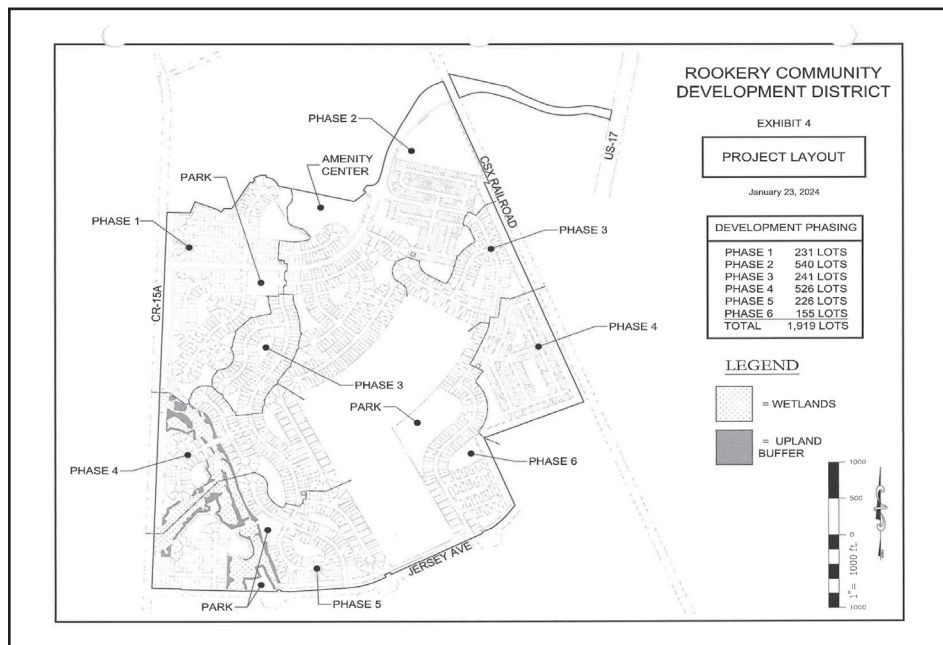 ROOKERY COMMUNITY
DEVELOPMENT DISTRICT
EXHIBIT 4
PROJECT LAYOUT
January 23, 2024
DEVELOPMENT PHASING
PHASE 1 231 LOTS
PHASE 2 540 LOTS
PHASE 3 241 LOTS
PHASE 4 526 LOTS
PHASE 5 226 LOTS
PHASE 6 155 LOTS
TOTAL 1,919 LOTS
LEGEND
= WETLANDS
= UPLAND
BUFFER
1000
500
0
1000
1" = 1000 ft.
PHASE 2
AMENITY
CENTER
PARK
PHASE 1
CR-15A
CSX RAILROAD
US-17
PHASE 3
PHASE 4
PHASE 3
PARK
PHASE 4
PHASE 6
JERSEY AVE
PARK
PHASE 5